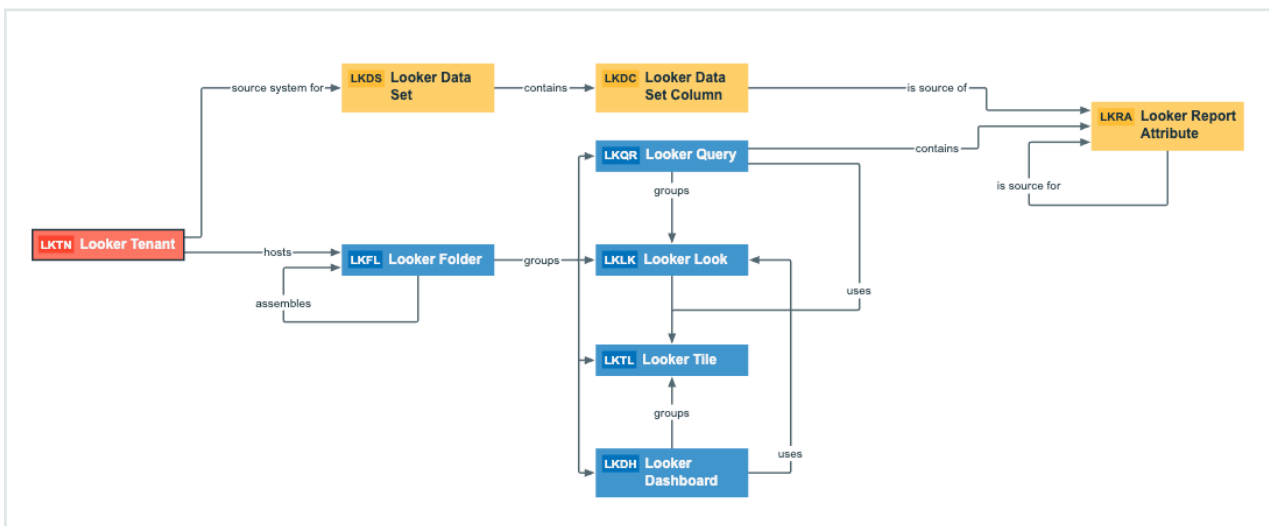 LKDS Looker Data
Set
LKDC Looker Data
Set Column
source system for
contains
is source of
LKRA Looker Report
Attribute
LKQR Looker Query
contains
groups
is source for
LKTN Looker Tenant
hosts
LKFL Looker Folder
groups
LKLK Looker Look
assembles
uses
LKTL Looker Tile
groups
LKDH Looker
Dashboard
uses